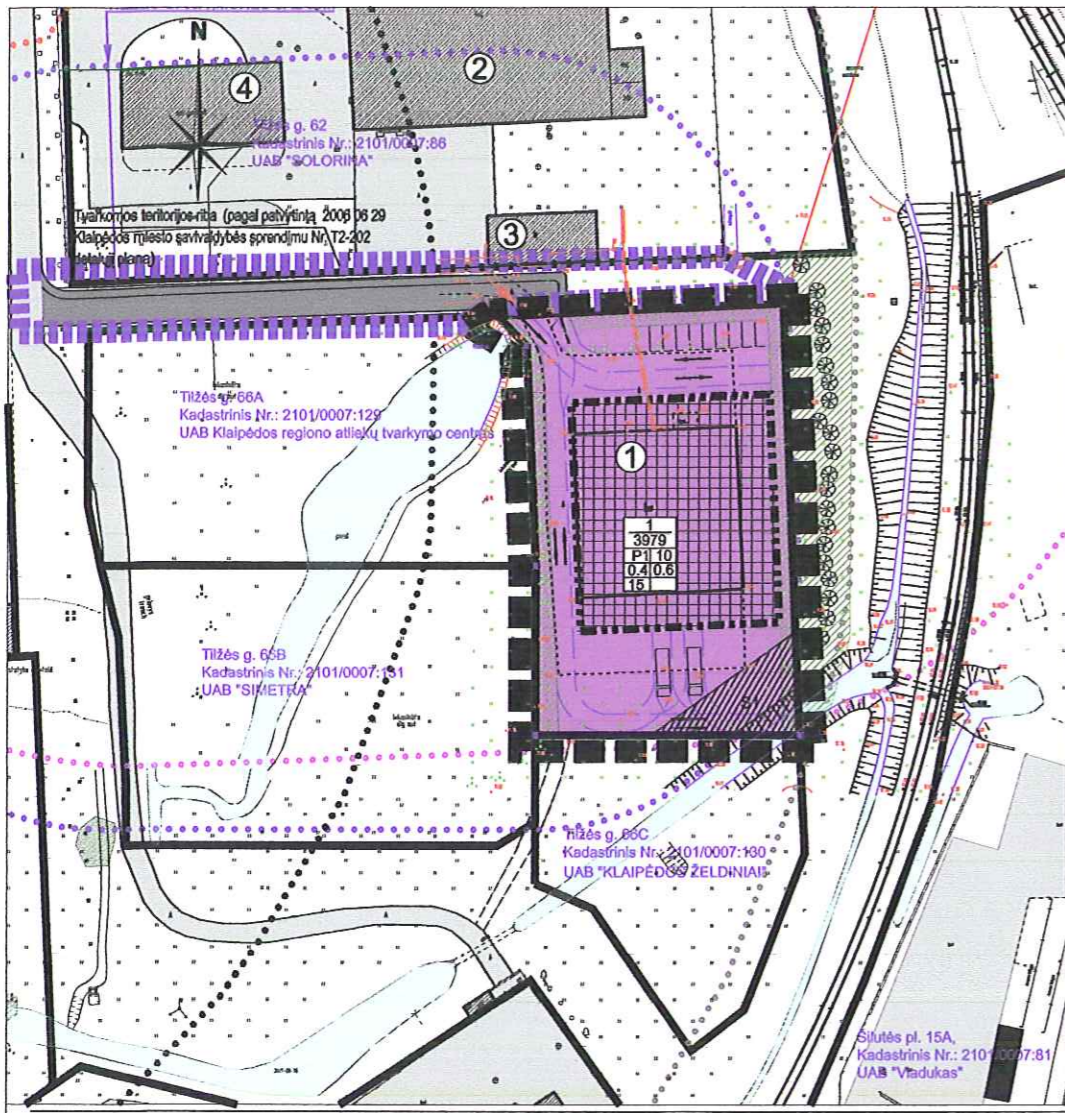 N
2
4
Tilžės g. 62
Kadastrinis Nr.: 2101/0007:86
UAB "SOLORINA"
Tvarkomos teritorijos riba (pagal patvirtintą 2006 06 29
Klaipėdos miesto savivaldybės sprendimu Nr. T2-202
detalųjį planą)
3
Tilžės g. 66A
Kadastrinis Nr.: 2101/0007:129
UAB Klaipėdos regiono atliekų tvarkymo centras
1
1
3979
P1 10
0.4 0.6
15
Tilžės g. 66B
Kadastrinis Nr.: 2101/0007:131
UAB "SIMETRA"
S1
Tilžės g. 66C
Kadastrinis Nr.: 2101/0007:130
UAB "KLAIPĖDOS ŽELDINIAI"
Šilutės pl. 15A,
Kadastrinis Nr.: 2101/0007:81
UAB "Viadukas"